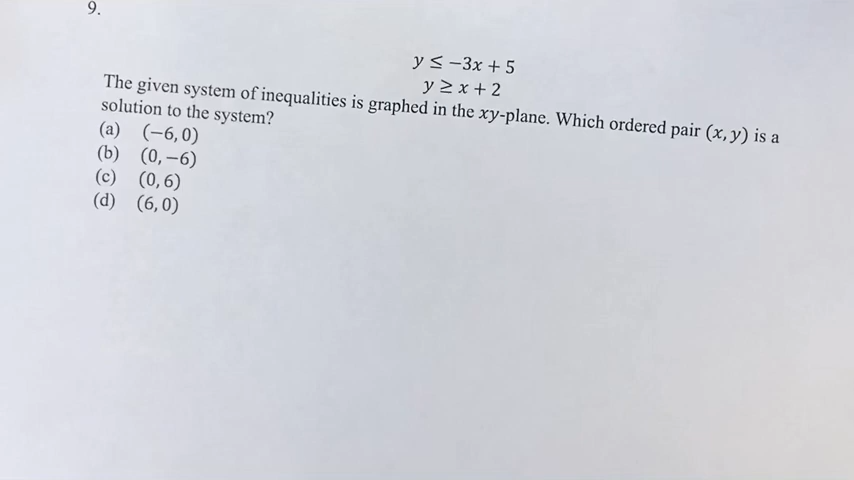 9.
y ≤ −3x + 5
y ≥ x + 2
The given system of inequalities is graphed in the xy-plane. Which ordered pair (x, y) is a
solution to the system?
(a) (−6, 0)
(b) (0, −6)
(c) (0, 6)
(d) (6, 0)